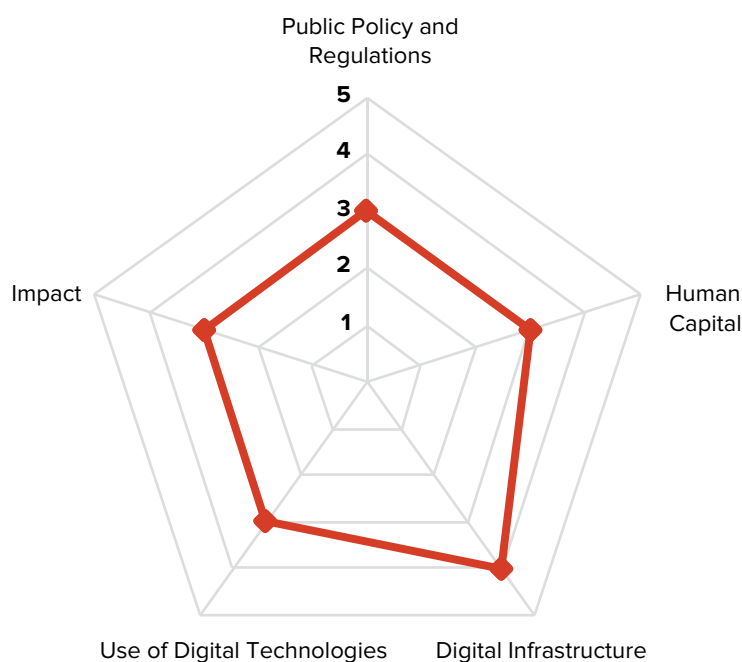 Public Policy and
Regulations
5
4
3
2
1
Impact
Human
Capital
Use of Digital Technologies
Digital Infrastructure